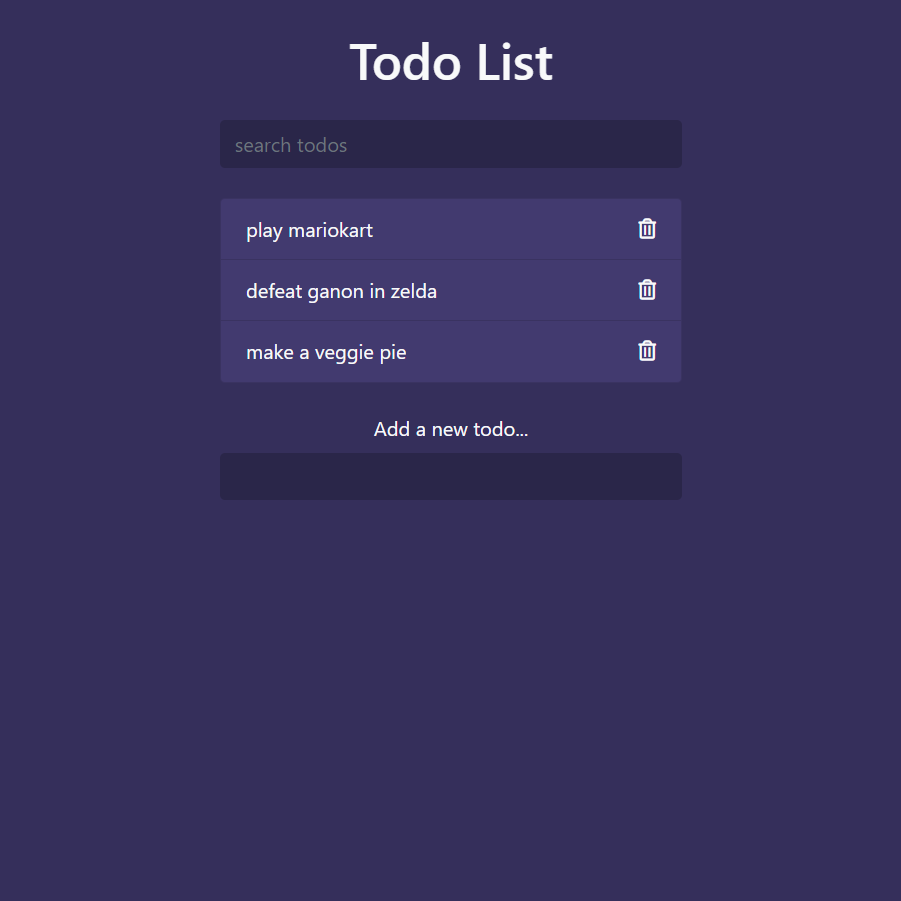 Todo List
search todos
play mariokart
defeat ganon in zelda
make a veggie pie
Add a new todo...